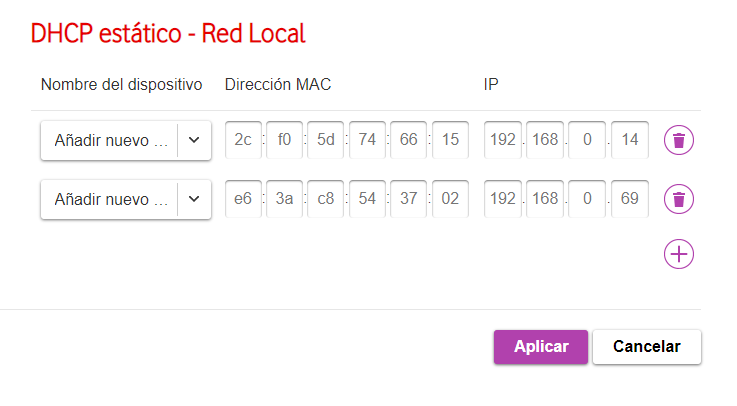 DHCP estático - Red Local
Nombre del dispositivo Dirección MAC IP
Añadir nuevo ... 2c : f0 : 5d : 74 : 66 : 15 192 . 168 . 0 . 14
Añadir nuevo ... e6 : 3a : c8 : 54 : 37 : 02 192 . 168 . 0 . 69
Aplicar Cancelar